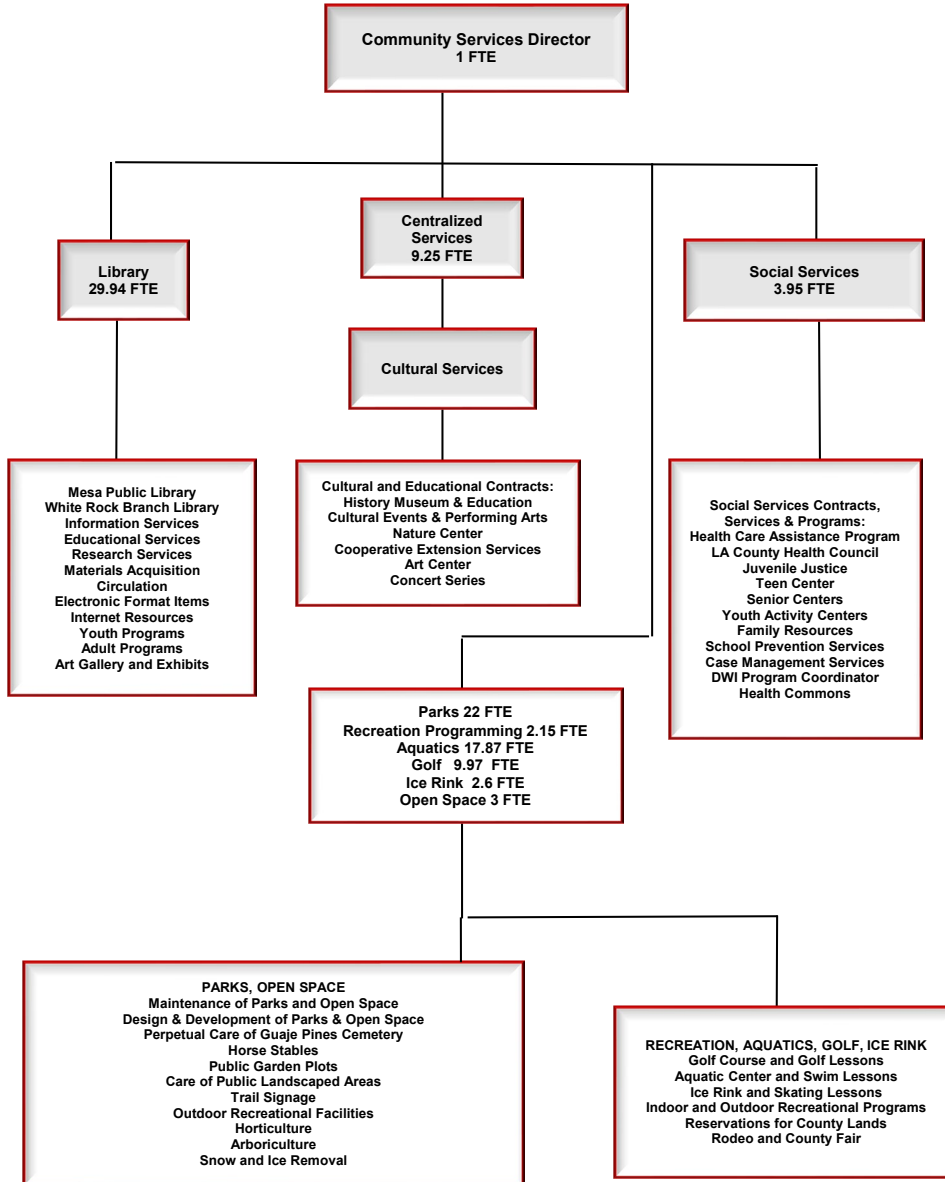 Community Services Director
1 FTE
Library
29.94 FTE
Centralized
Services
9.25 FTE
Social Services
3.95 FTE
Cultural Services
Mesa Public Library
White Rock Branch Library
Information Services
Educational Services
Research Services
Materials Acquisition
Circulation
Electronic Format Items
Internet Resources
Youth Programs
Adult Programs
Art Gallery and Exhibits
Cultural and Educational Contracts:
History Museum & Education
Cultural Events & Performing Arts
Nature Center
Cooperative Extension Services
Art Center
Concert Series
Social Services Contracts,
Services & Programs:
Health Care Assistance Program
LA County Health Council
Juvenile Justice
Teen Center
Senior Centers
Youth Activity Centers
Family Resources
School Prevention Services
Case Management Services
DWI Program Coordinator
Health Commons
Parks 22 FTE
Recreation Programming 2.15 FTE
Aquatics 17.87 FTE
Golf 9.97 FTE
Ice Rink 2.6 FTE
Open Space 3 FTE
PARKS, OPEN SPACE
Maintenance of Parks and Open Space
Design & Development of Parks & Open Space
Perpetual Care of Guaje Pines Cemetery
Horse Stables
Public Garden Plots
Care of Public Landscaped Areas
Trail Signage
Outdoor Recreational Facilities
Horticulture
Arboriculture
Snow and Ice Removal
RECREATION, AQUATICS, GOLF, ICE RINK
Golf Course and Golf Lessons
Aquatic Center and Swim Lessons
Ice Rink and Skating Lessons
Indoor and Outdoor Recreational Programs
Reservations for County Lands
Rodeo and County Fair